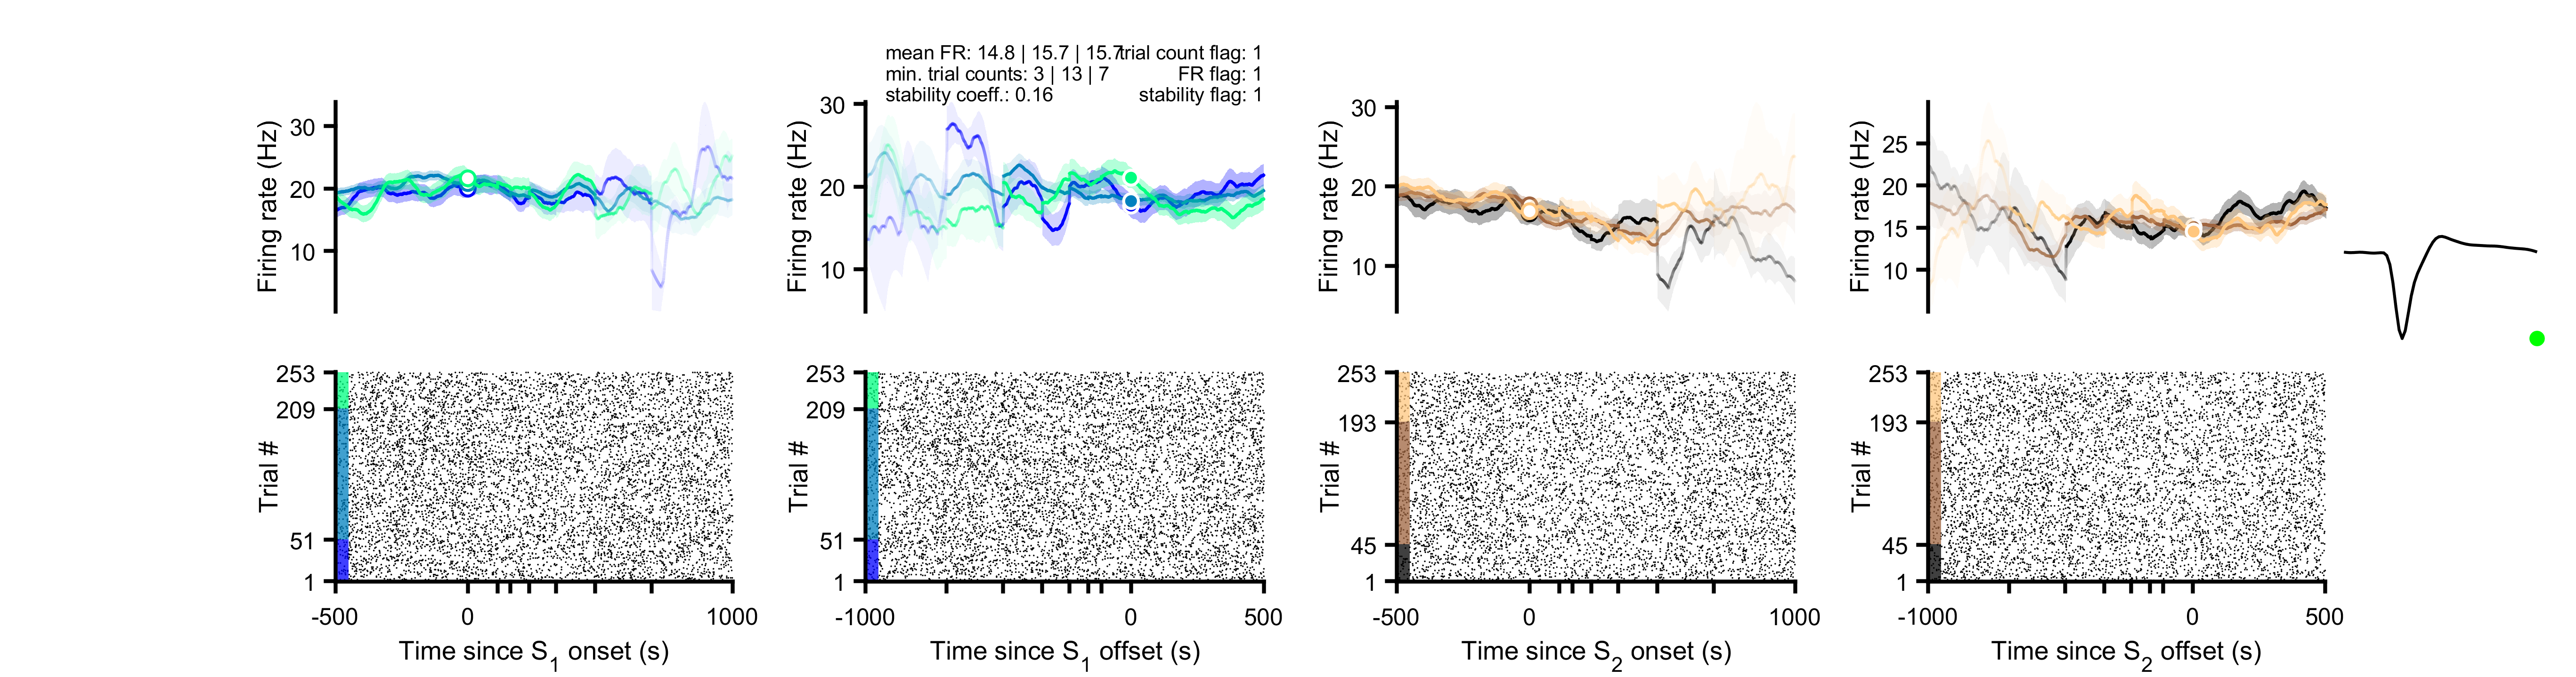 mean FR: 14.8 | 15.7 | 15.7
trial count flag: 1
min. trial counts: 3 | 13 | 7
FR flag: 1
stability coeff.: 0.16
stability flag: 1
Firing rate (Hz)
30
20
10
Firing rate (Hz)
30
20
10
Firing rate (Hz)
30
20
10
Firing rate (Hz)
25
20
15
10
Trial #
253
209
51
1
-500
0
1000
Time since S1 onset (s)
Trial #
253
209
51
1
-1000
0
500
Time since S1 offset (s)
Trial #
253
193
45
1
-500
0
1000
Time since S2 onset (s)
Trial #
253
193
45
1
-1000
0
500
Time since S2 offset (s)